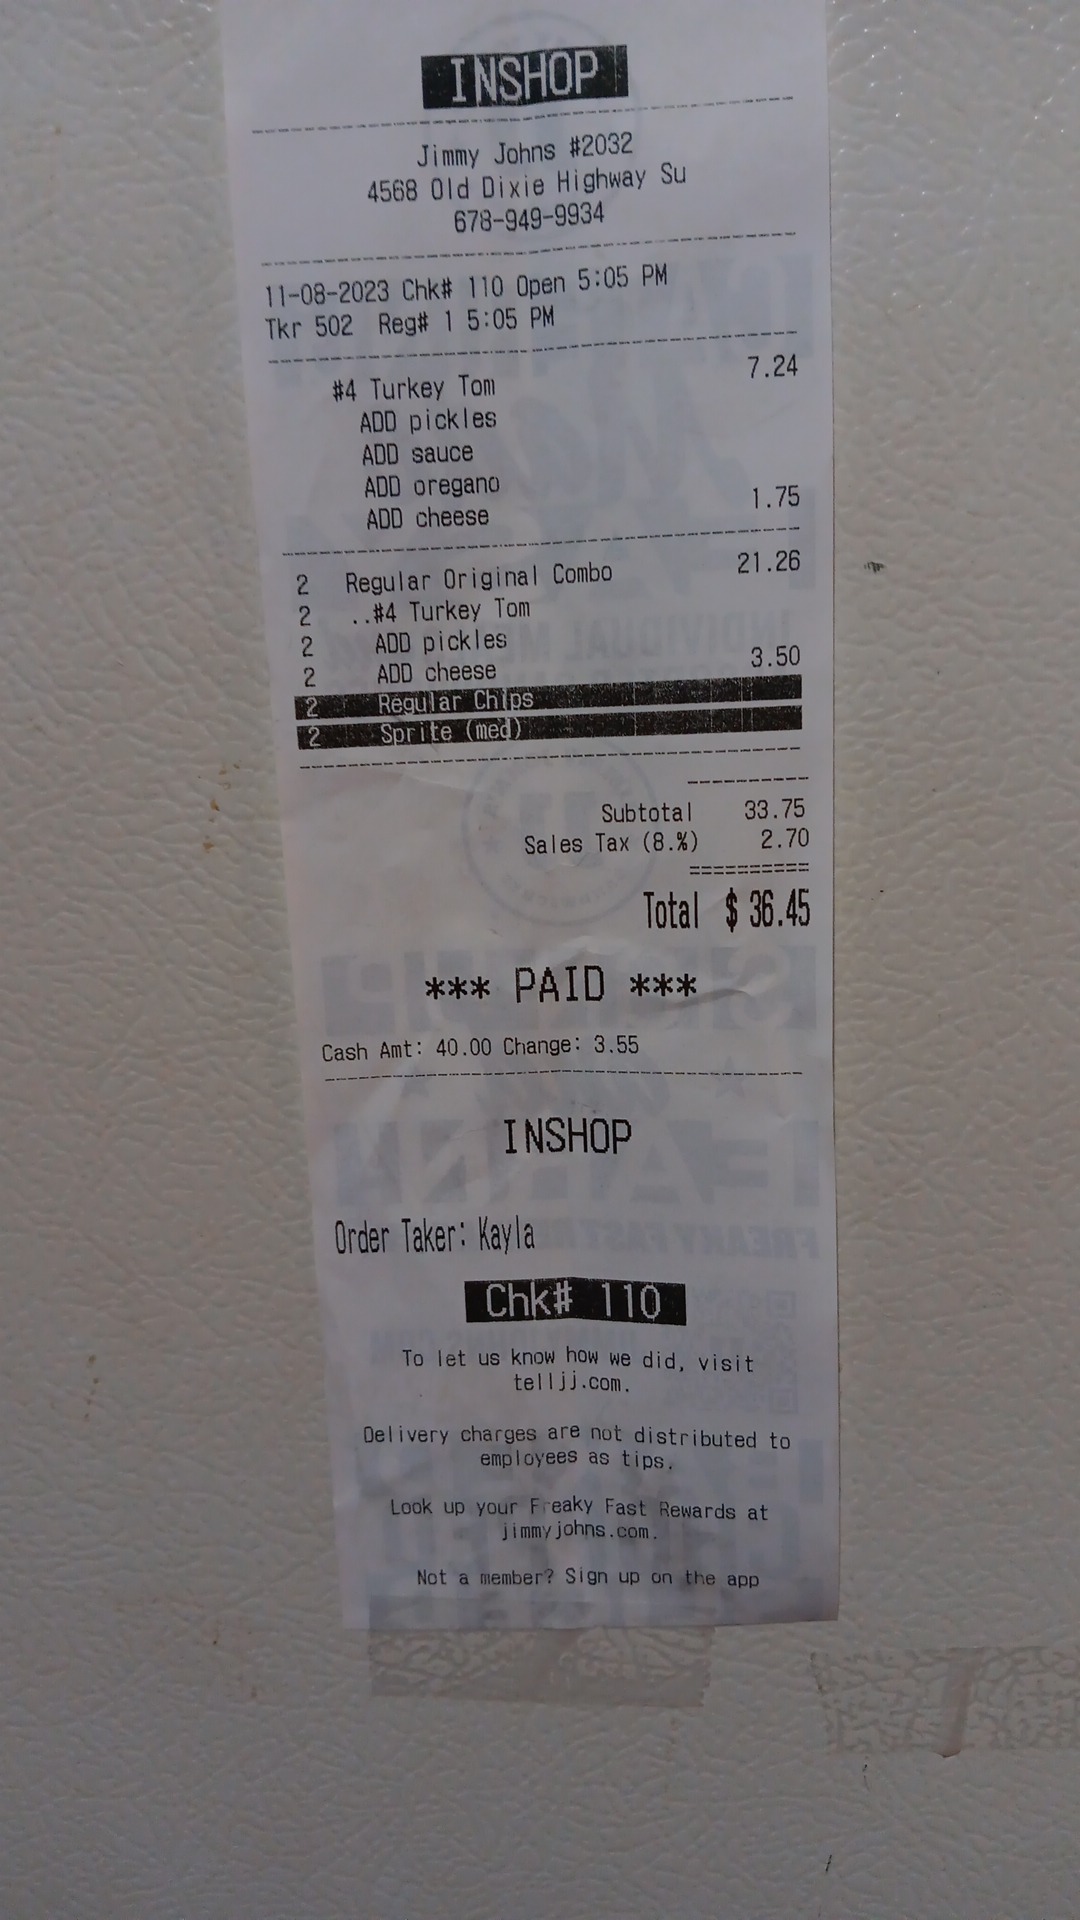 INSHOP
Jimmy Johns #2032
4568 Old Dixie Highway Su
678-949-9934
11-08-2023 Chk# 110 Open 5:05 PM
Tkr 502 Reg# 1 5:05 PM
#4 Turkey Tom 7.24
ADD pickles
ADD sauce
ADD oregano
ADD cheese 1.75
2 Regular Original Combo 21.26
2 ..#4 Turkey Tom
2 ADD pickles
2 ADD cheese 3.50
2 Regular Chips
2 Sprite (med)
Subtotal 33.75
Sales Tax (8.%) 2.70
==========
Total $ 36.45
*** PAID ***
Cash Amt: 40.00 Change: 3.55
INSHOP
Order Taker: Kayla
Chk# 110
To let us know how we did, visit
telljj.com.
Delivery charges are not distributed to
employees as tips.
Look up your Freaky Fast Rewards at
jimmyjohns.com.
Not a member? Sign up on the app